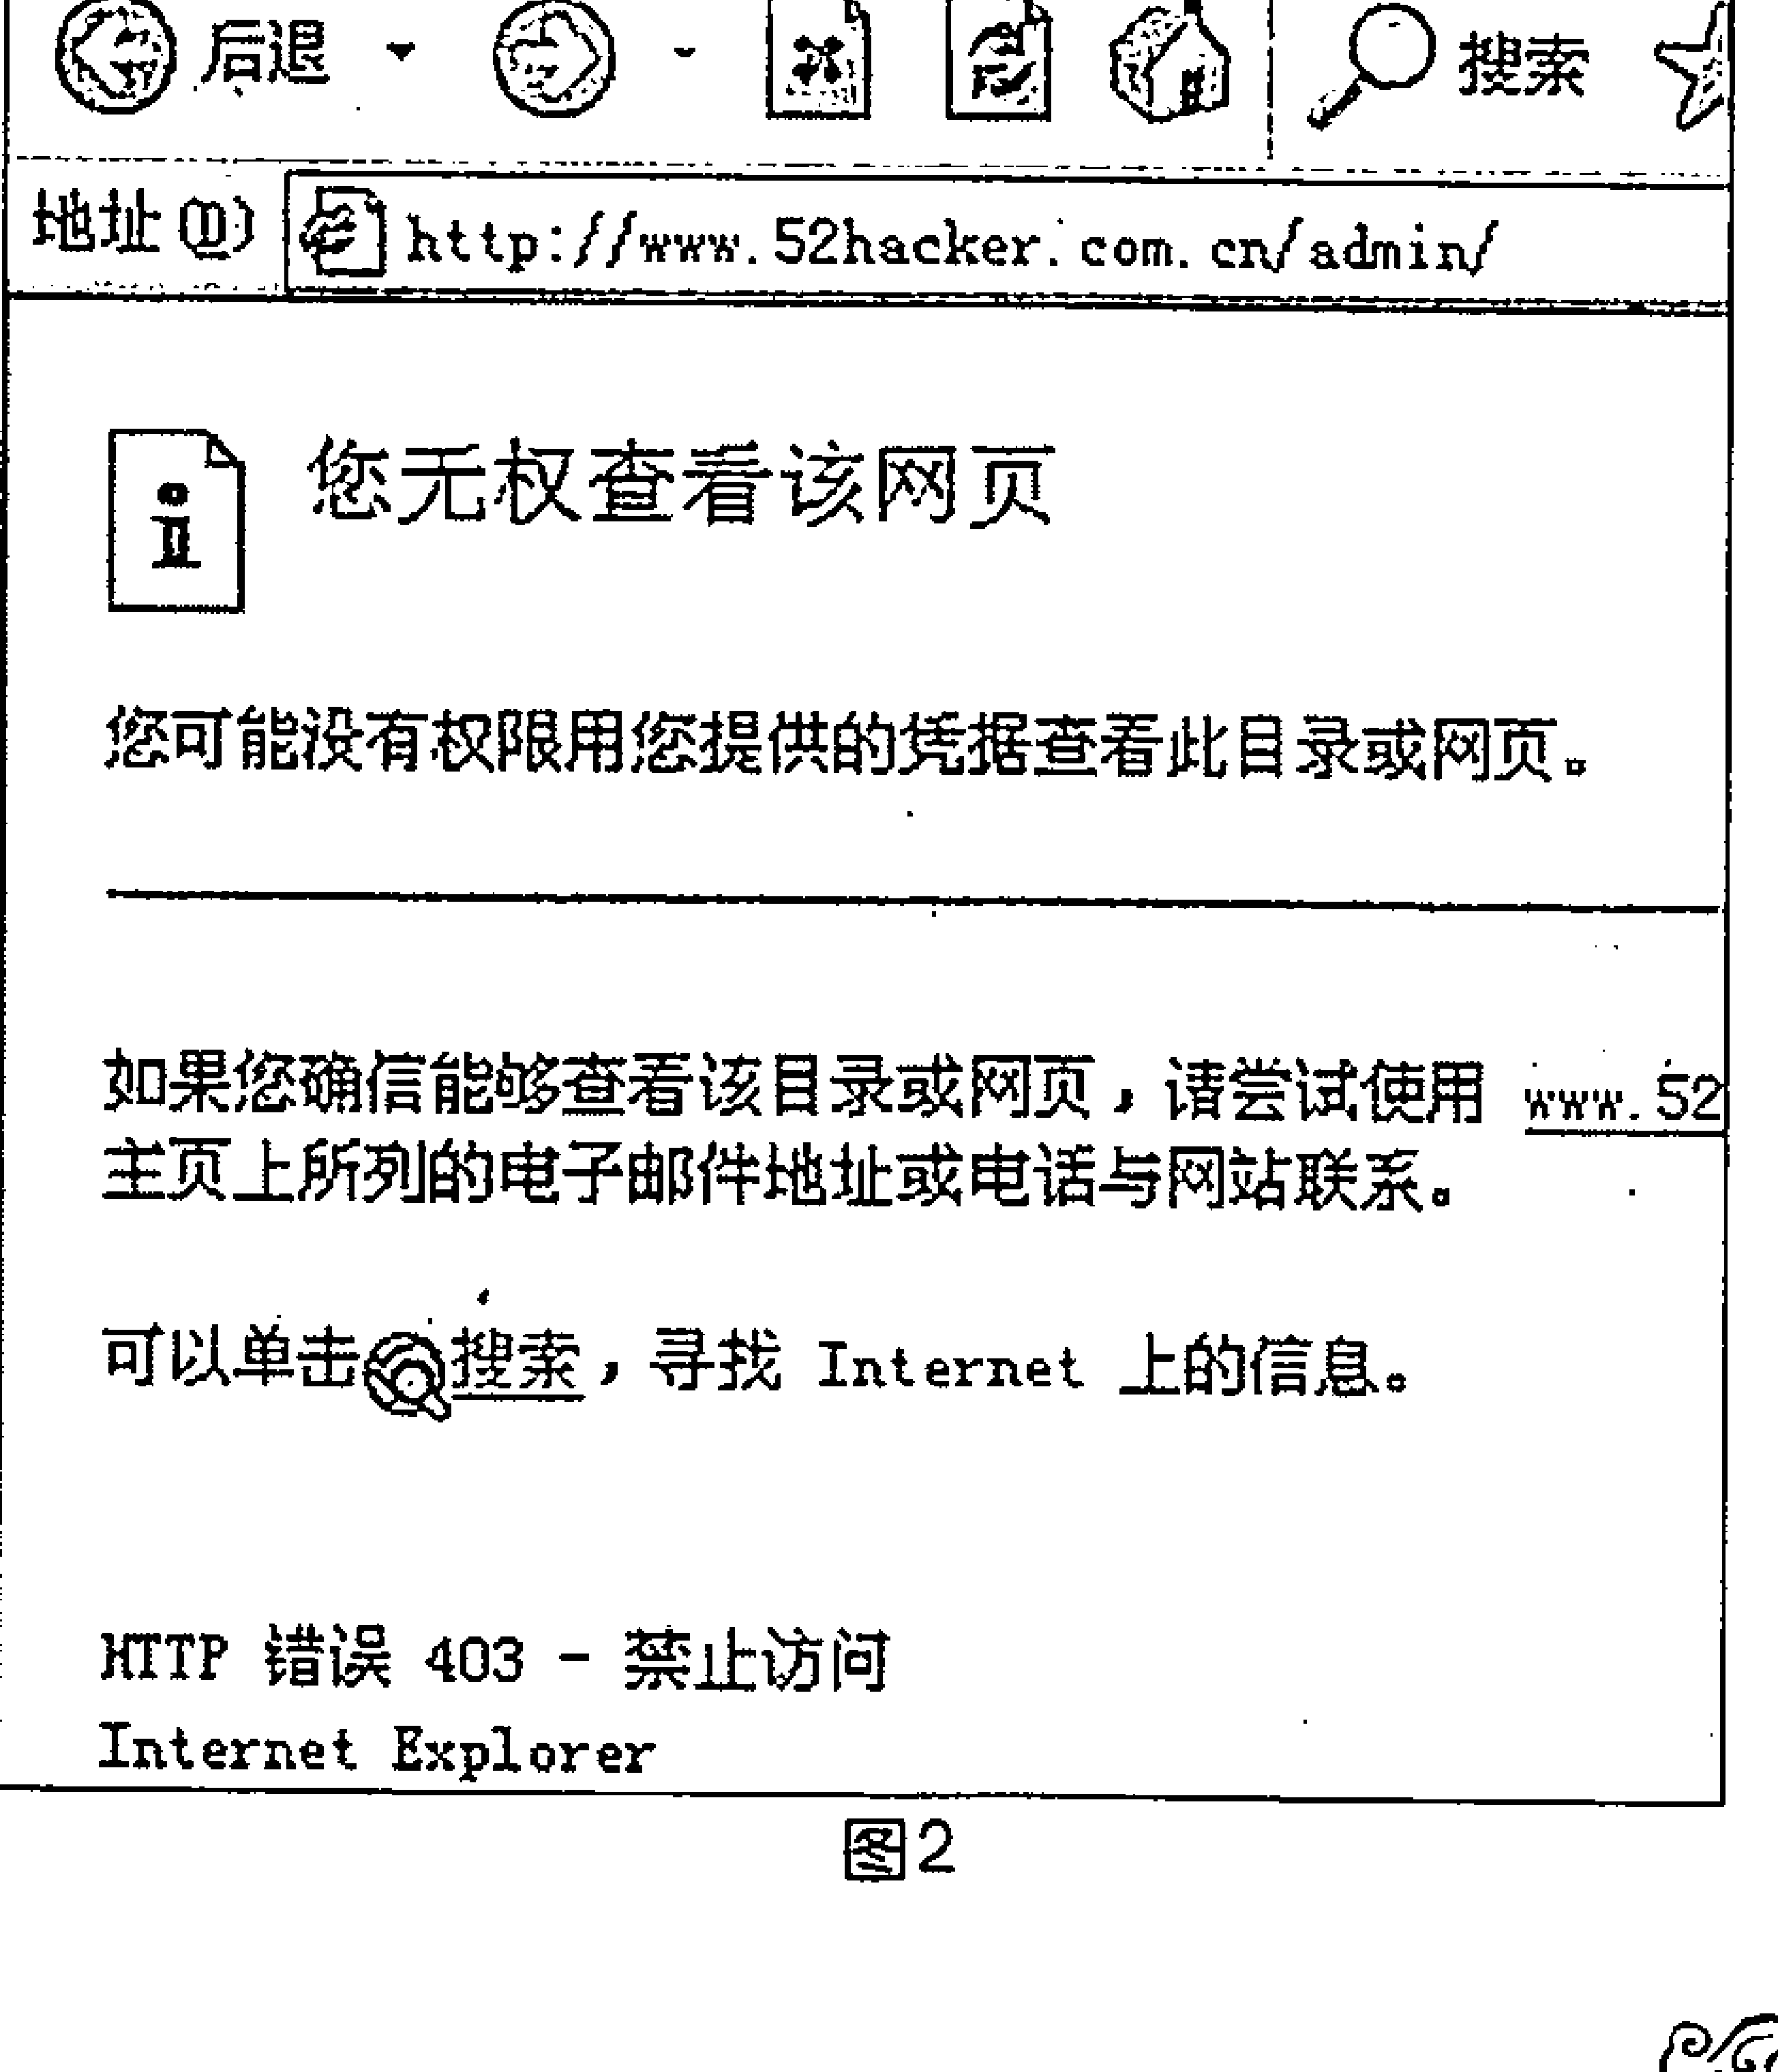 后退 搜索
地址(D) http://www.52hacker.com.cn/admin/
您无权查看该网页
您可能没有权限用您提供的凭据查看此目录或网页。
如果您确信能够查看该目录或网页，请尝试使用 www.52
主页上所列的电子邮件地址或电话与网站联系。
可以单击搜索，寻找 Internet 上的信息。
HTTP 错误 403 - 禁止访问
Internet Explorer
图2